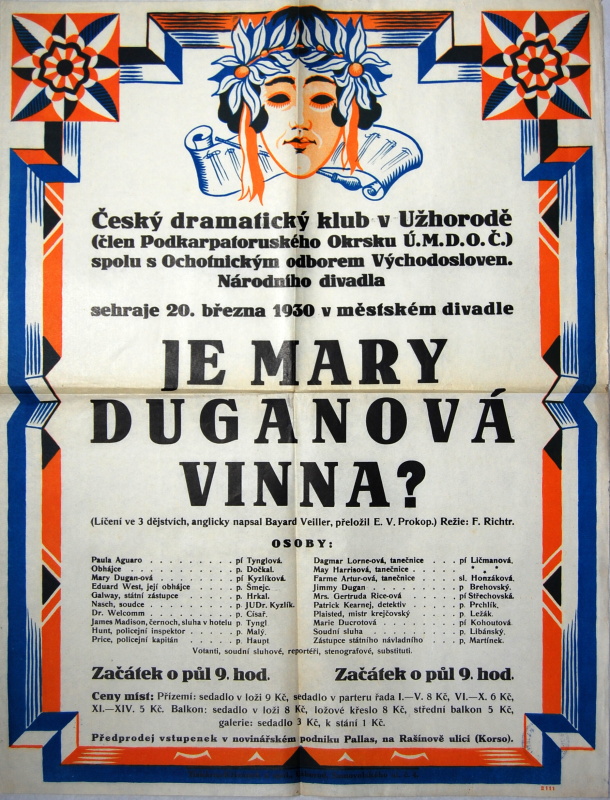 Český dramatický klub v Užhorodě
(člen Podkarpatoruského Okrsku Ú.M.D.O.Č.)
spolu s Ochotnickým odborem Východosloven.
Národního divadla
sehraje 20. března 1930 v městském divadle
JE MARY
DUGANOVÁ
VINNA?
(Líčení ve 3 dějstvích, anglicky napsal Bayard Veiller, přeložil E. V. Prokop.) Režie: F. Richtr.
OSOBY:
Paula Aguaro . . . . . . . . . . pí Tynglová.
Obhájce . . . . . . . . . . p. Dočkal.
Mary Dugan-ová . . . . . . . . . pí Kyzlíková.
Eduard West, její obhájce . . . . . p. Šmejc.
Galway, státní zástupce . . . . . . p. Hrkal.
Nash, soudce . . . . . . . . . p. JUDr. Kyzlík.
Dr. Welcomm . . . . . . . . . p. Císař.
James Madison, černoch, sluha v hotelu p. Tyngl.
Hunt, policejní inspektor . . . . . p. Malý.
Price, policejní kapitán . . . . . . p. Haupt
Dagmar Lorne-ová, tanečnice . . . . pí Ličmanová.
May Harrisová, tanečnice . . . . . * * *
Farme Artur-ová, tanečnice . . . . sl. Honzáková.
Jimmy Dugan . . . . . . . . . p. Brehovský.
Mrs. Gertruda Rice-ová . . . . . . pí Střechovská.
Patrick Kearnej, detektiv . . . . . p. Prchlík.
Plaisted, mistr krejčovský . . . . . p. Ležák.
Marie Ducrotová . . . . . . . . pí Kohoutová.
Soudní sluha . . . . . . . . . p. Libánský.
Zástupce státního návladního . . . . p. Martínek.
Votanti, soudní sluhové, reportéři, stenografové, substituti.
Začátek o půl 9. hod. Začátek o půl 9. hod.
Ceny míst: Přízemí: sedadlo v loži 9 Kč, sedadlo v parteru řada I.—V. 8 Kč, VI.—X. 6 Kč,
XI.—XIV. 5 Kč. Balkon: sedadlo v loži 8 Kč, ložové křeslo 8 Kč, střední balkon 5 Kč,
galerie: sedadlo 3 Kč, k stání 1 Kč.
Předprodej vstupenek v novinářském podniku Pallas, na Rašínově ulici (Korso).
2111